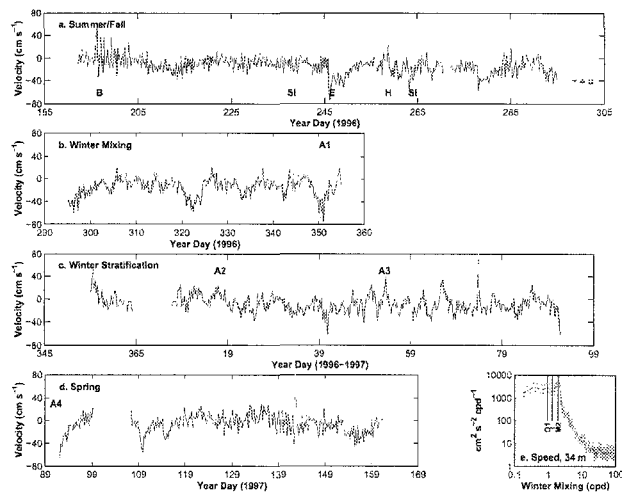 80
a. Summer/Fall
40
0
-40
-80
Velocity (cm s⁻¹)
B
SI
E
H
SI
195 205 215 225 235 245 255 265 275 285 295 305
Year Day (1996)
80
b. Winter Mixing
A1
40
0
-40
-80
Velocity (cm s⁻¹)
290 300 310 320 330 340 350 360
Year Day (1996)
80
c. Winter Stratification
40
A2
A3
0
-40
-80
Velocity (cm s⁻¹)
345 365 19 39 59 79 99
Year Day (1996-1997)
80
d. Spring
40
A4
0
-40
-80
Velocity (cm s⁻¹)
89 99 109 119 129 139 149 159 169
Year Day (1997)
10000
1000
100
10
1
cm² s⁻² cpd⁻¹
M2
e. Speed, 34 m
0.1 1 10 100
Winter Mixing (cpd)